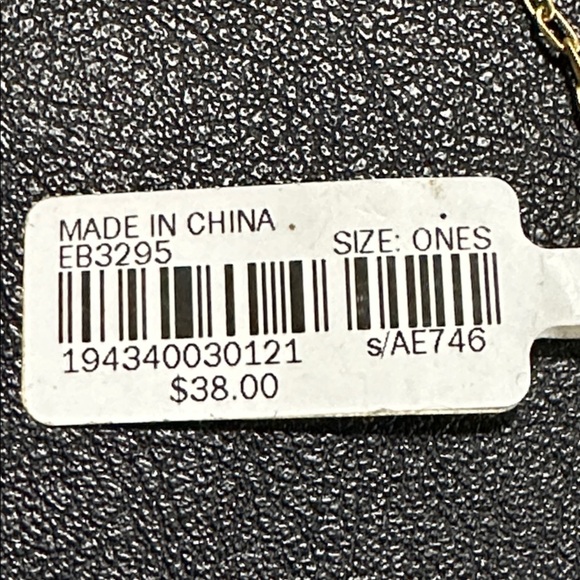 MADE IN CHINA
EB3295 SIZE: ONES
194340030121 s/AE746
$38.00